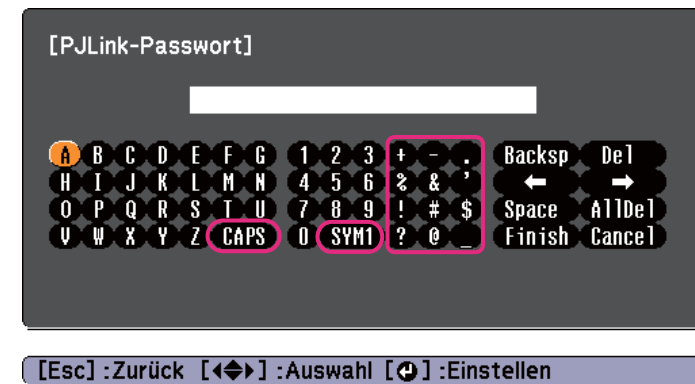 [PJLink-Passwort]
A B C D E F G 1 2 3 + - . Backsp Del
H I J K L M N 4 5 6 % & ' ← →
O P Q R S T U 7 8 9 ! # $ Space AllDel
V W X Y Z CAPS 0 SYM1 ? @ _ Finish Cancel
[Esc] :Zurück [◆] :Auswahl [⏎] :Einstellen